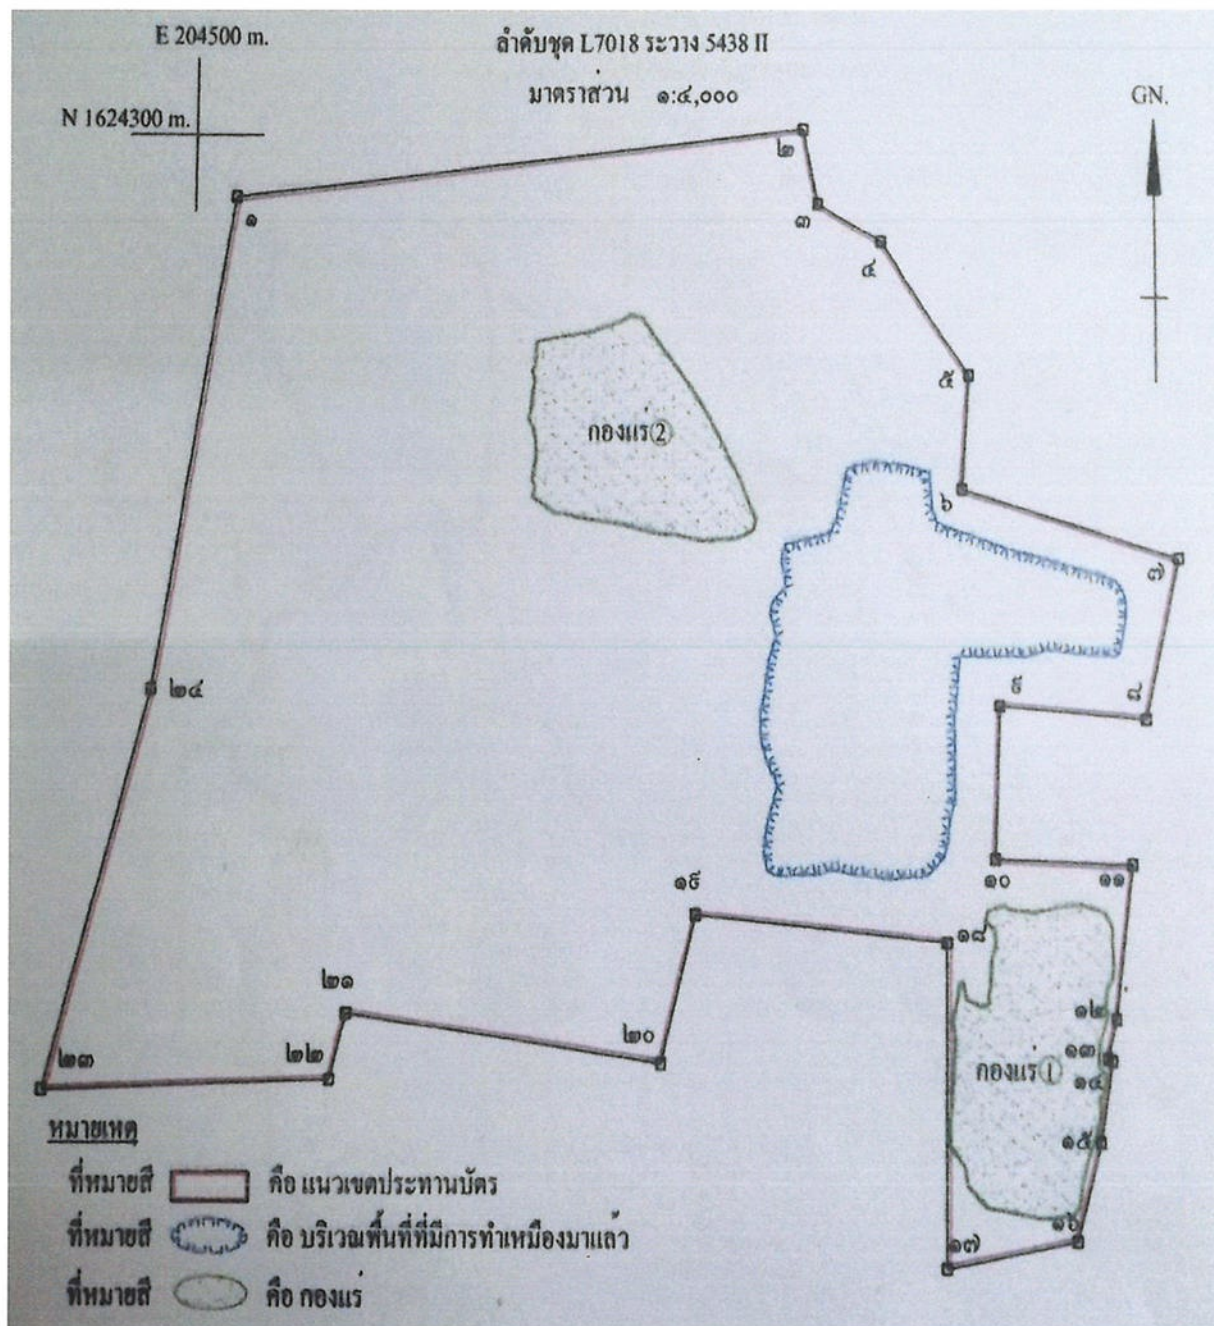 E 204500 m.
ลำดับชุด L7018 ระวาง 5438 II
มาตราส่วน ๑:๔,๐๐๐
GN.
N 1624300 m.
๒
๑
๓
๔
๕
กองแร่②
๖
๗
๒๔
๙
๘
๑๐
๑๑
๑๙
๑๘
๒๑
๑๒
๒๐
๒๓
๒๒
๑๓
กองแร่①
๑๔
๑๕
๑๖
๑๗
หมายเหตุ
ที่หมายสี คือ แนวเขตประทานบัตร
ที่หมายสี คือ บริเวณพื้นที่ที่มีการทำเหมืองมาแล้ว
ที่หมายสี คือ กองแร่